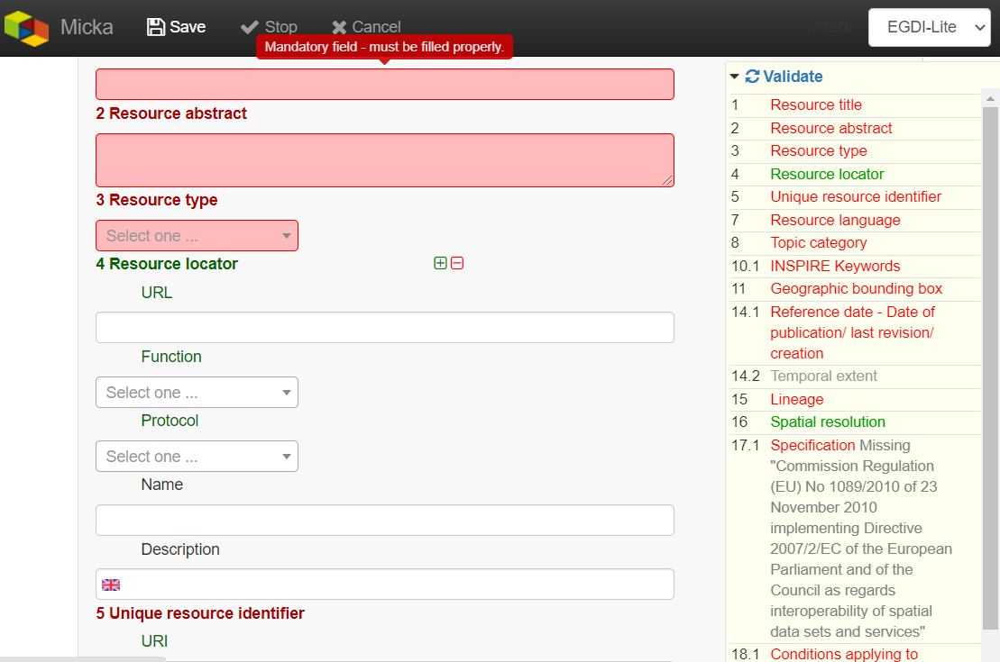 Micka Save Stop Cancel Profil EGDI-Lite
Mandatory field - must be filled properly.
2 Resource abstract
3 Resource type
Select one ...
4 Resource locator
URL
Function
Select one ...
Protocol
Select one ...
Name
Description
5 Unique resource identifier
URI
Validate
1 Resource title
2 Resource abstract
3 Resource type
4 Resource locator
5 Unique resource identifier
7 Resource language
8 Topic category
10.1 INSPIRE Keywords
11 Geographic bounding box
14.1 Reference date - Date of
publication/ last revision/
creation
14.2 Temporal extent
15 Lineage
16 Spatial resolution
17.1 Specification Missing
"Commission Regulation
(EU) No 1089/2010 of 23
November 2010
implementing Directive
2007/2/EC of the European
Parliament and of the
Council as regards
interoperability of spatial
data sets and services"
18.1 Conditions applying to